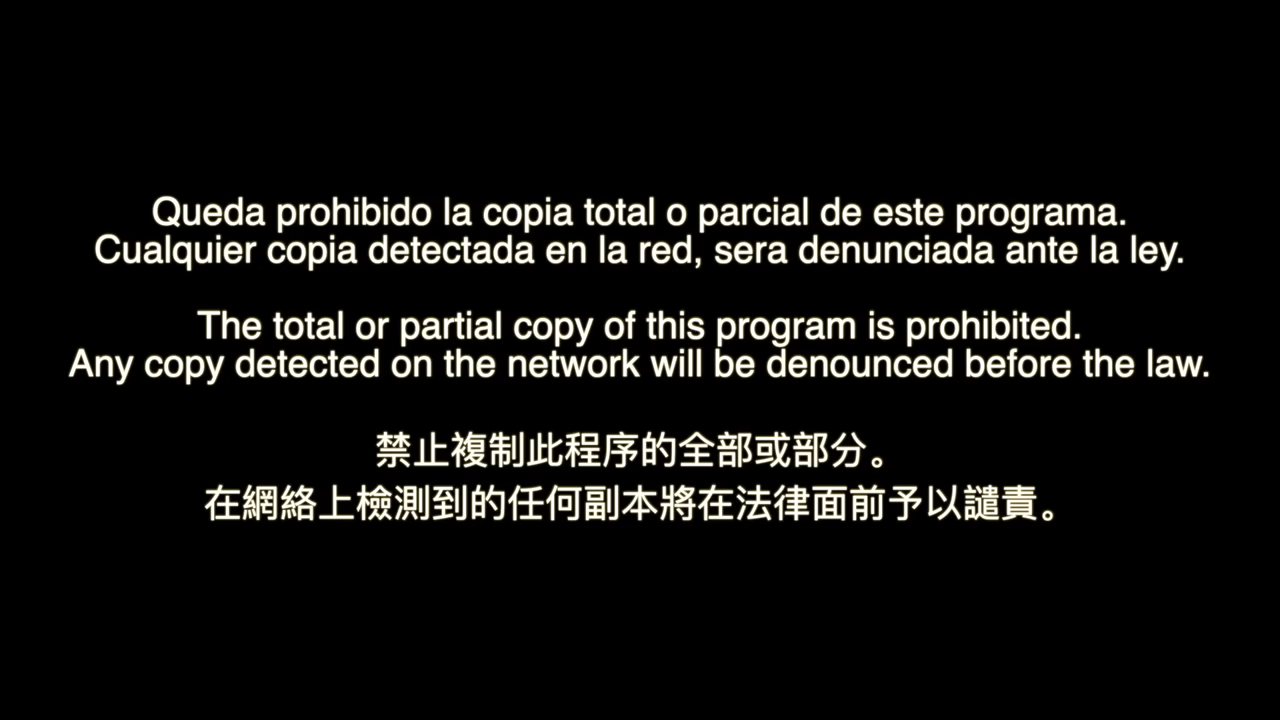 Queda prohibido la copia total o parcial de este programa.
Cualquier copia detectada en la red, sera denunciada ante la ley.
The total or partial copy of this program is prohibited.
Any copy detected on the network will be denounced before the law.
禁止複制此程序的全部或部分。
在網絡上檢測到的任何副本將在法律面前予以譴責。